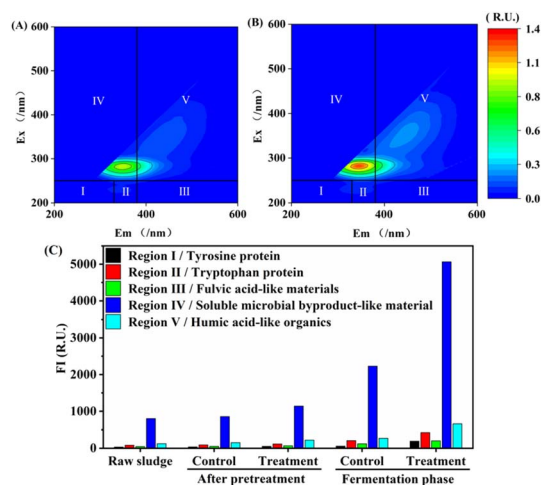 (A)
(B)
( R.U.)
600
500
400
300
200
Ex （/nm）
IV
V
I
II
III
200
400
600
Em （/nm）
600
500
400
300
200
Ex （/nm）
IV
V
I
II
III
200
400
600
Em （/nm）
1.4
1.1
0.8
0.6
0.3
0.0
(C)
Region I / Tyrosine protein
Region II / Tryptophan protein
Region III / Fulvic acid-like materials
Region IV / Soluble microbial byproduct-like material
Region V / Humic acid-like organics
FI (R.U.)
5000
4000
3000
2000
1000
0
Raw sludge
Control
Treatment
Control
Treatment
After pretreatment
Fermentation phase